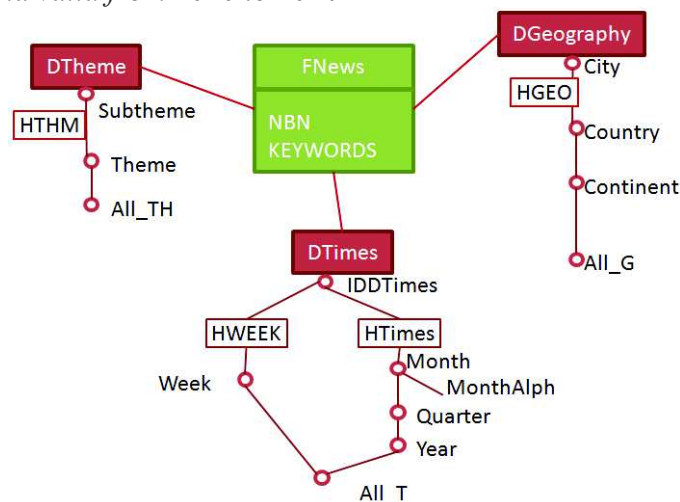 DGeography
DTheme
FNews
City
HGEO
Subtheme
HTHM
NBN
KEYWORDS
Country
Theme
Continent
All_TH
DTimes
All_G
IDDTimes
HWEEK
HTimes
Month
Week
MonthAlph
Quarter
Year
All_T